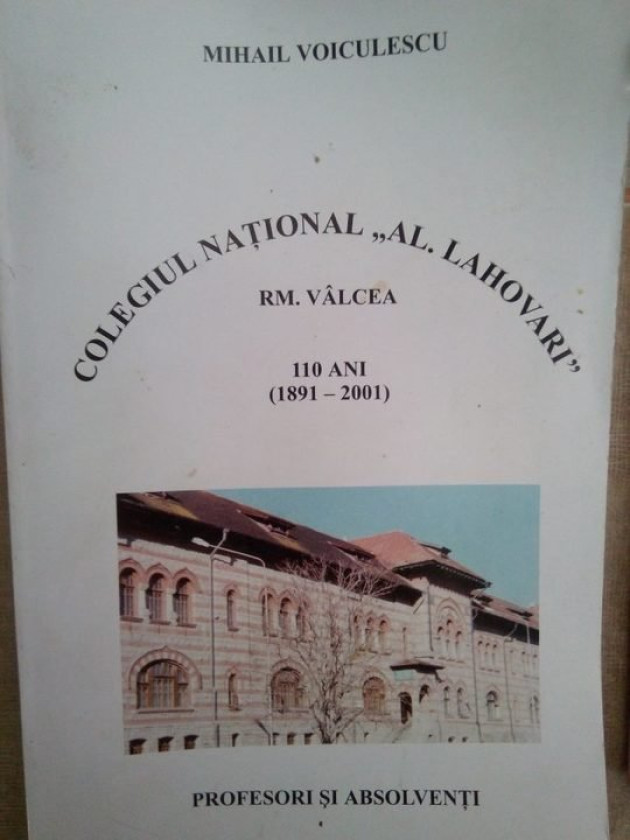 MIHAIL VOICULESCU
COLEGIUL NAȚIONAL „AL. LAHOVARI”
RM. VÂLCEA
110 ANI
(1891 – 2001)
PROFESORI ȘI ABSOLVENȚI